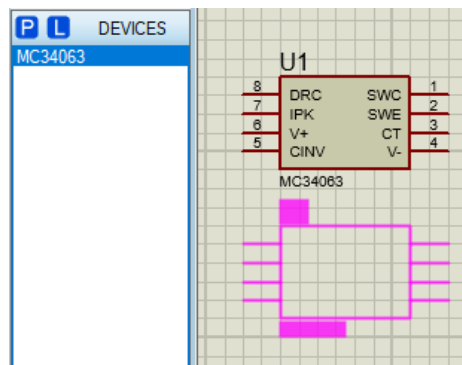 P L DEVICES
MC34063
U1
8 DRC SWC 1
7 IPK SWE 2
6 V+ CT 3
5 CINV V- 4
MC34063